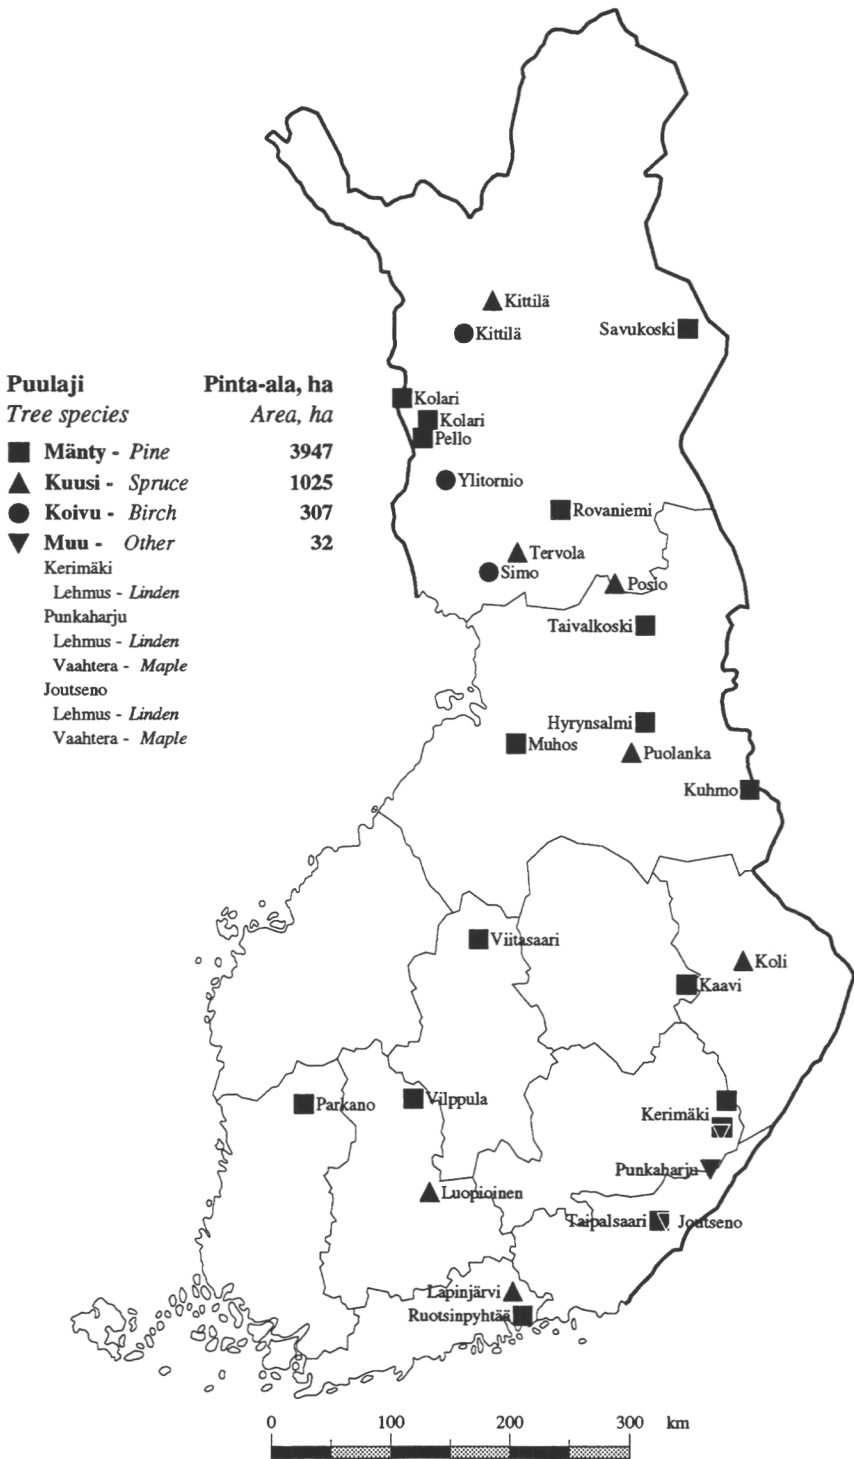 Kittilä
Kittilä
Savukoski
Puulaji Pinta-ala, ha
Tree species Area, ha
Mänty - Pine 3947
Kuusi - Spruce 1025
Koivu - Birch 307
Muu - Other 32
Kerimäki
Lehmus - Linden
Punkaharju
Lehmus - Linden
Vaahtera - Maple
Joutseno
Lehmus - Linden
Vaahtera - Maple
Kolari
Kolari
Pello
Ylitornio
Rovaniemi
Tervola
Simo
Posio
Taivalkoski
Hyrynsalmi
Muhos
Puolanka
Kuhmo
Viitasaari
Koli
Kaavi
Parkano
Vilppula
Kerimäki
Punkaharju
Luopioinen
Taipalsaari
Joutseno
Lapinjärvi
Ruotsinpyhtää
0 100 200 300 km